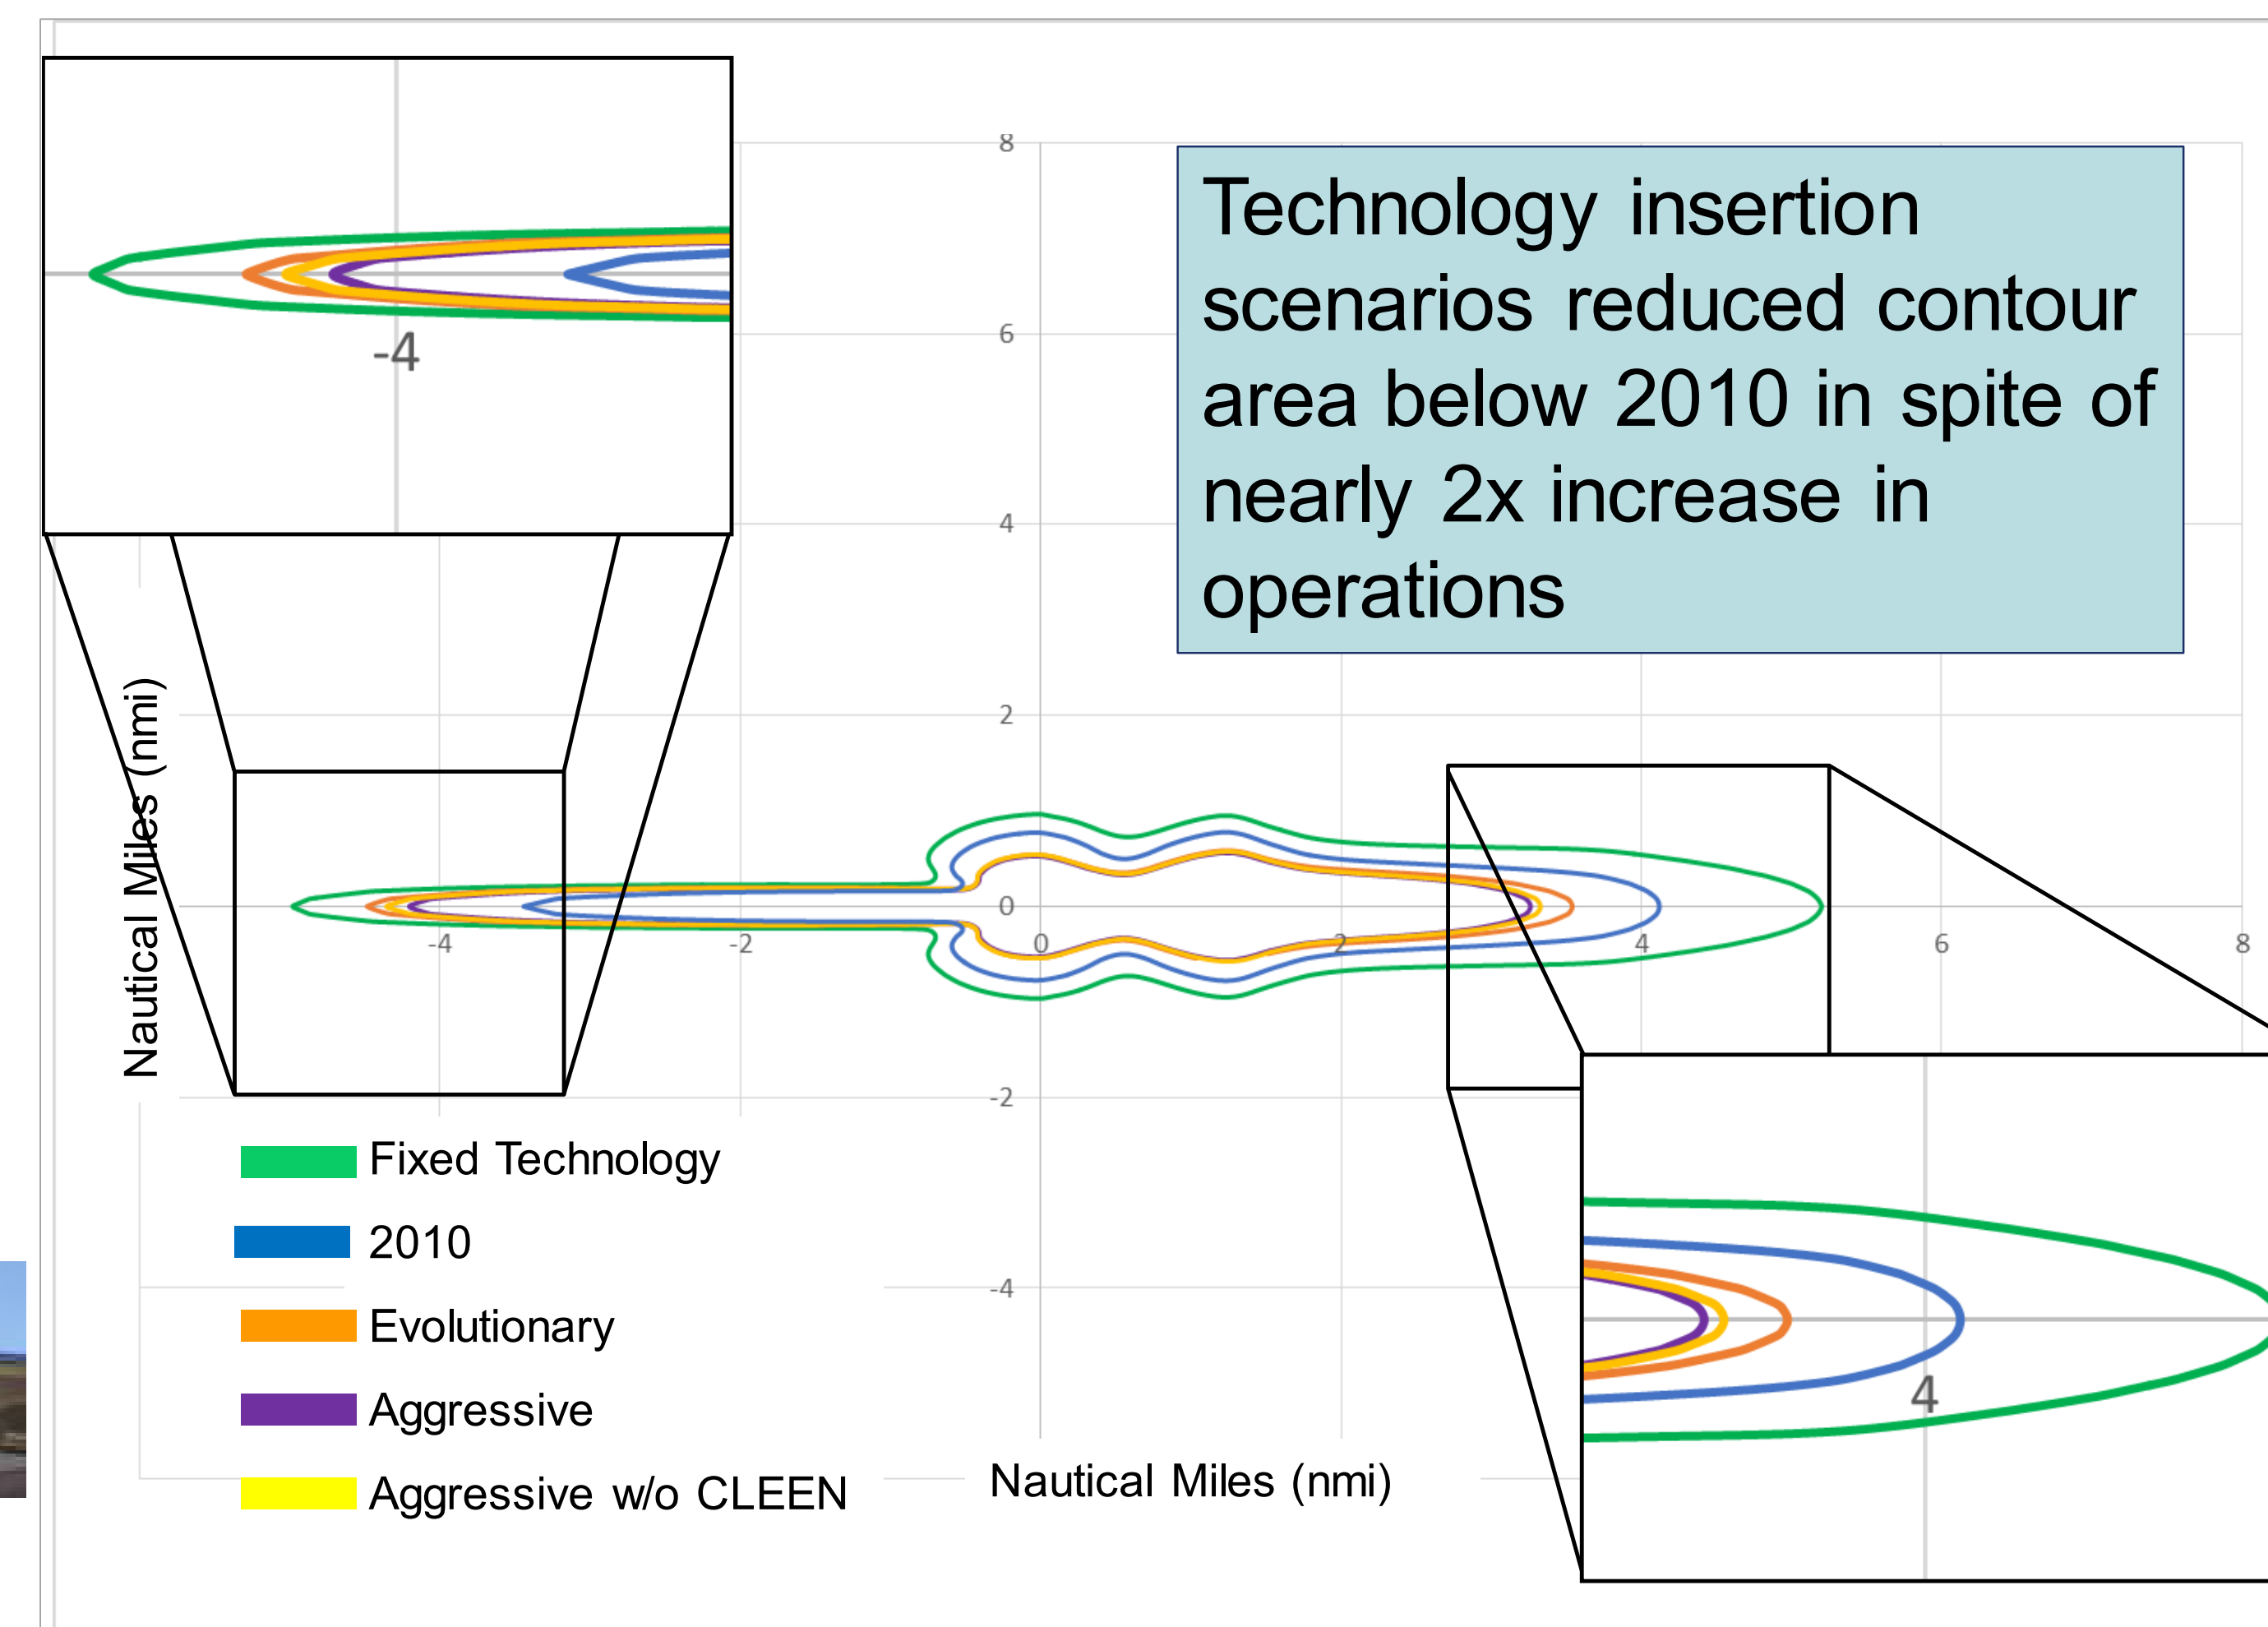 -4
8
Technology insertion
scenarios reduced contour
area below 2010 in spite of
nearly 2x increase in
operations
6
4
2
0
-2
-4
Nautical Miles (nmi)
-4
-2
0
2
4
6
8
Fixed Technology
2010
Evolutionary
Aggressive
Aggressive w/o CLEEN
Nautical Miles (nmi)
4